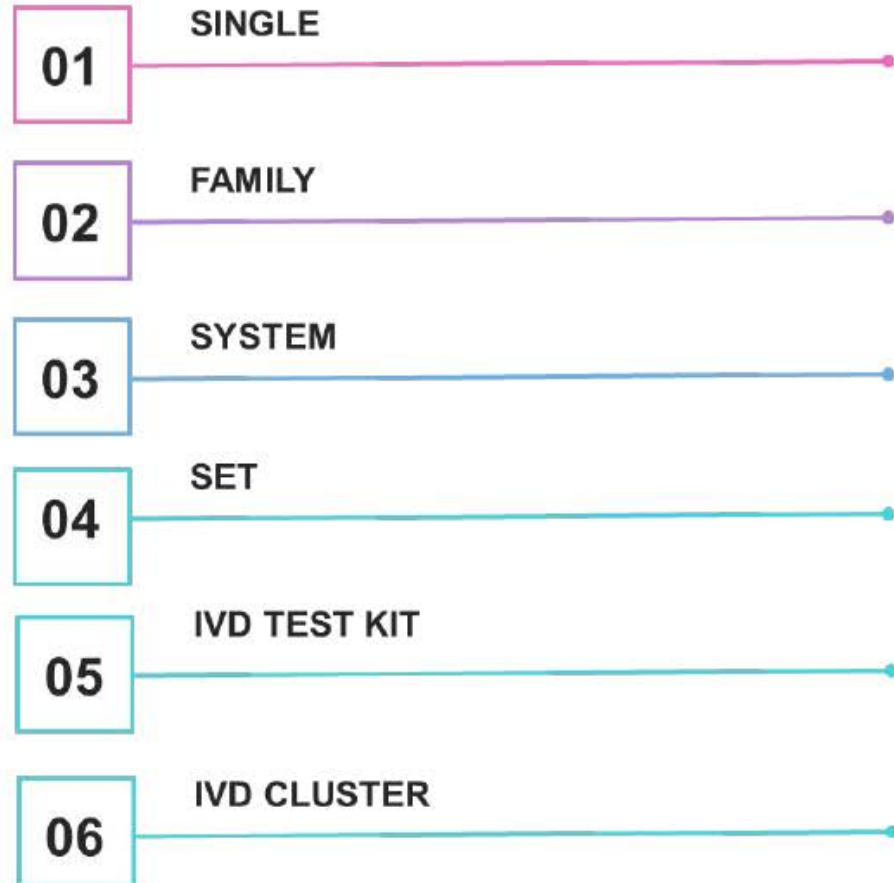 SINGLE
01
FAMILY
02
SYSTEM
03
SET
04
IVD TEST KIT
05
IVD CLUSTER
06